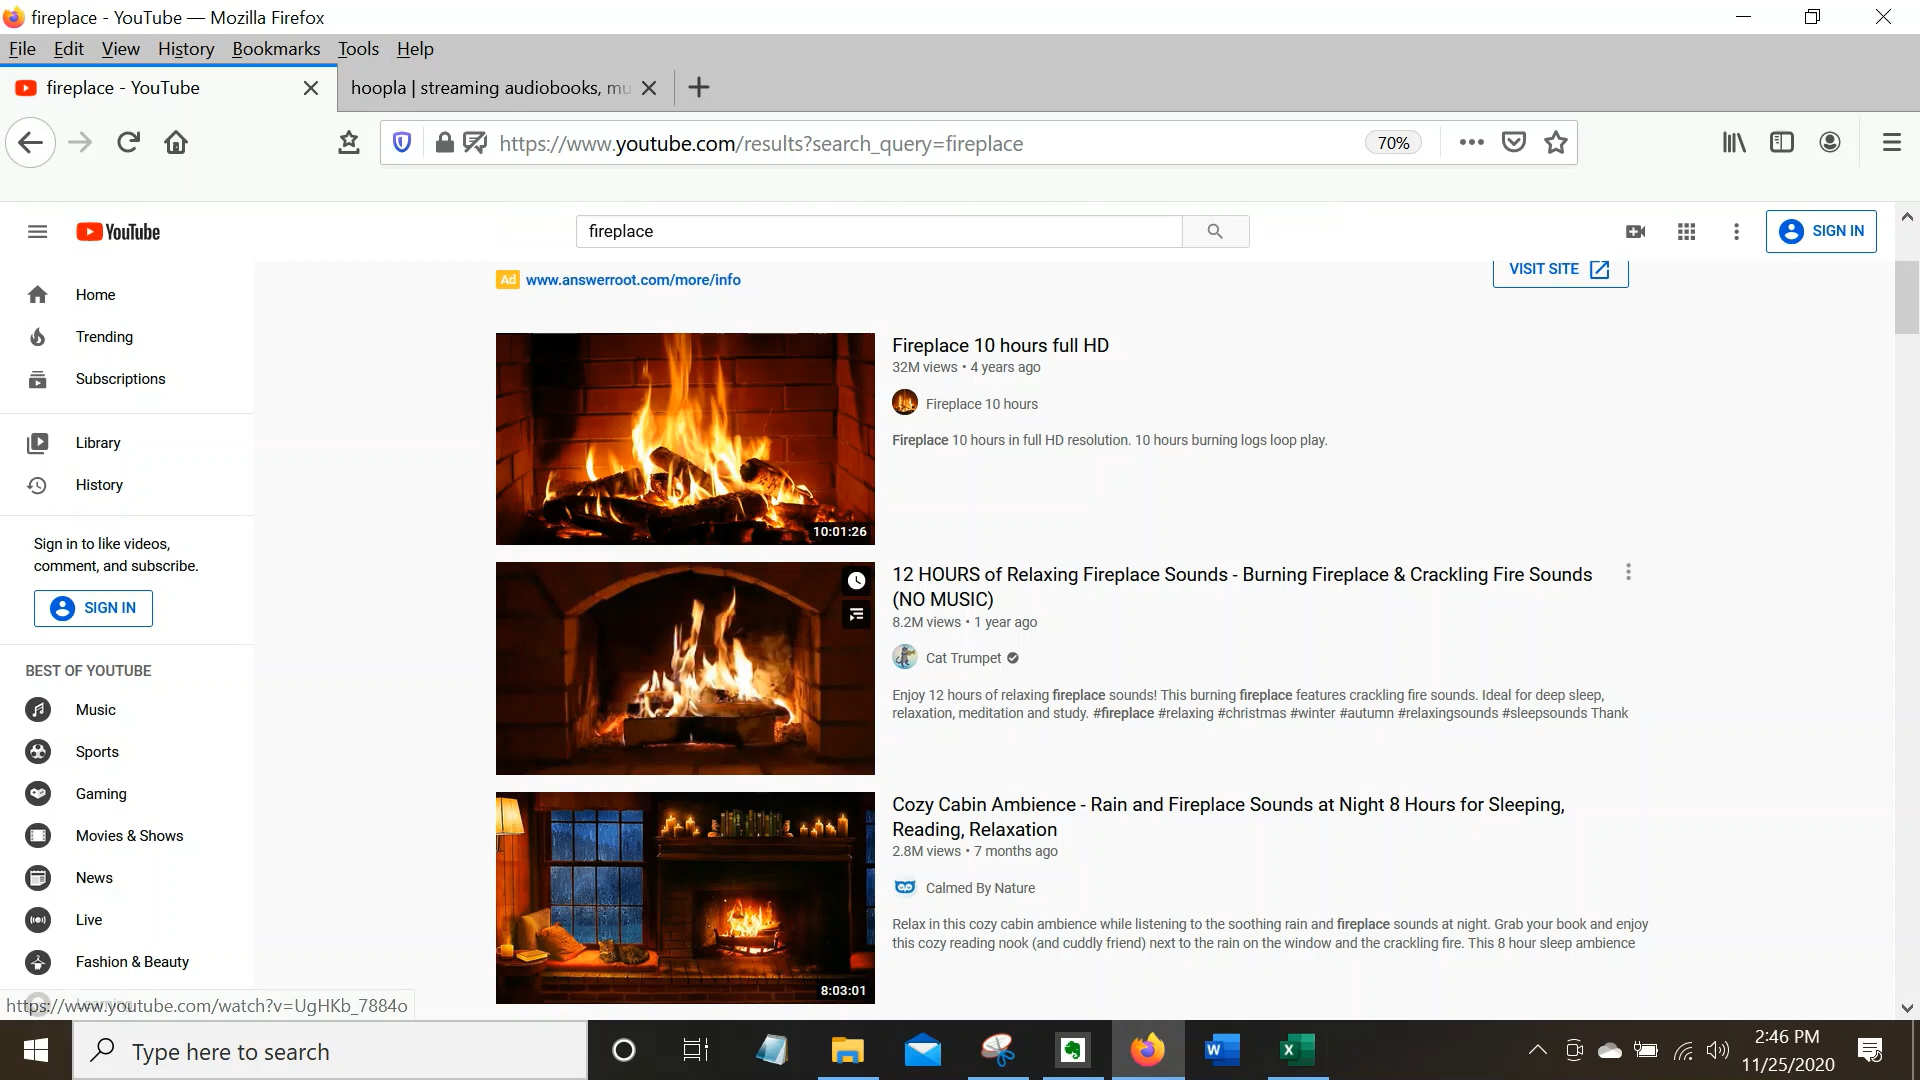 fireplace - YouTube — Mozilla Firefox
File Edit View History Bookmarks Tools Help
fireplace - YouTube
hoopla | streaming audiobooks, mu
https://www.youtube.com/results?search_query=fireplace
70%
YouTube
fireplace
SIGN IN
Ad www.answerroot.com/more/info
VISIT SITE
Home
Trending
Subscriptions
Library
History
Sign in to like videos,
comment, and subscribe.
SIGN IN
BEST OF YOUTUBE
Music
Sports
Gaming
Movies & Shows
News
Live
Fashion & Beauty
Learning
https://www.youtube.com/watch?v=UgHKb_7884o
Fireplace 10 hours full HD
32M views • 4 years ago
Fireplace 10 hours
Fireplace 10 hours in full HD resolution. 10 hours burning logs loop play.
10:01:26
12 HOURS of Relaxing Fireplace Sounds - Burning Fireplace & Crackling Fire Sounds
(NO MUSIC)
8.2M views • 1 year ago
Cat Trumpet
Enjoy 12 hours of relaxing fireplace sounds! This burning fireplace features crackling fire sounds. Ideal for deep sleep,
relaxation, meditation and study. #fireplace #relaxing #christmas #winter #autumn #relaxingsounds #sleepsounds Thank
Cozy Cabin Ambience - Rain and Fireplace Sounds at Night 8 Hours for Sleeping,
Reading, Relaxation
2.8M views • 7 months ago
Calmed By Nature
Relax in this cozy cabin ambience while listening to the soothing rain and fireplace sounds at night. Grab your book and enjoy
this cozy reading nook (and cuddly friend) next to the rain on the window and the crackling fire. This 8 hour sleep ambience
8:03:01
Type here to search
W
X
2:46 PM
11/25/2020